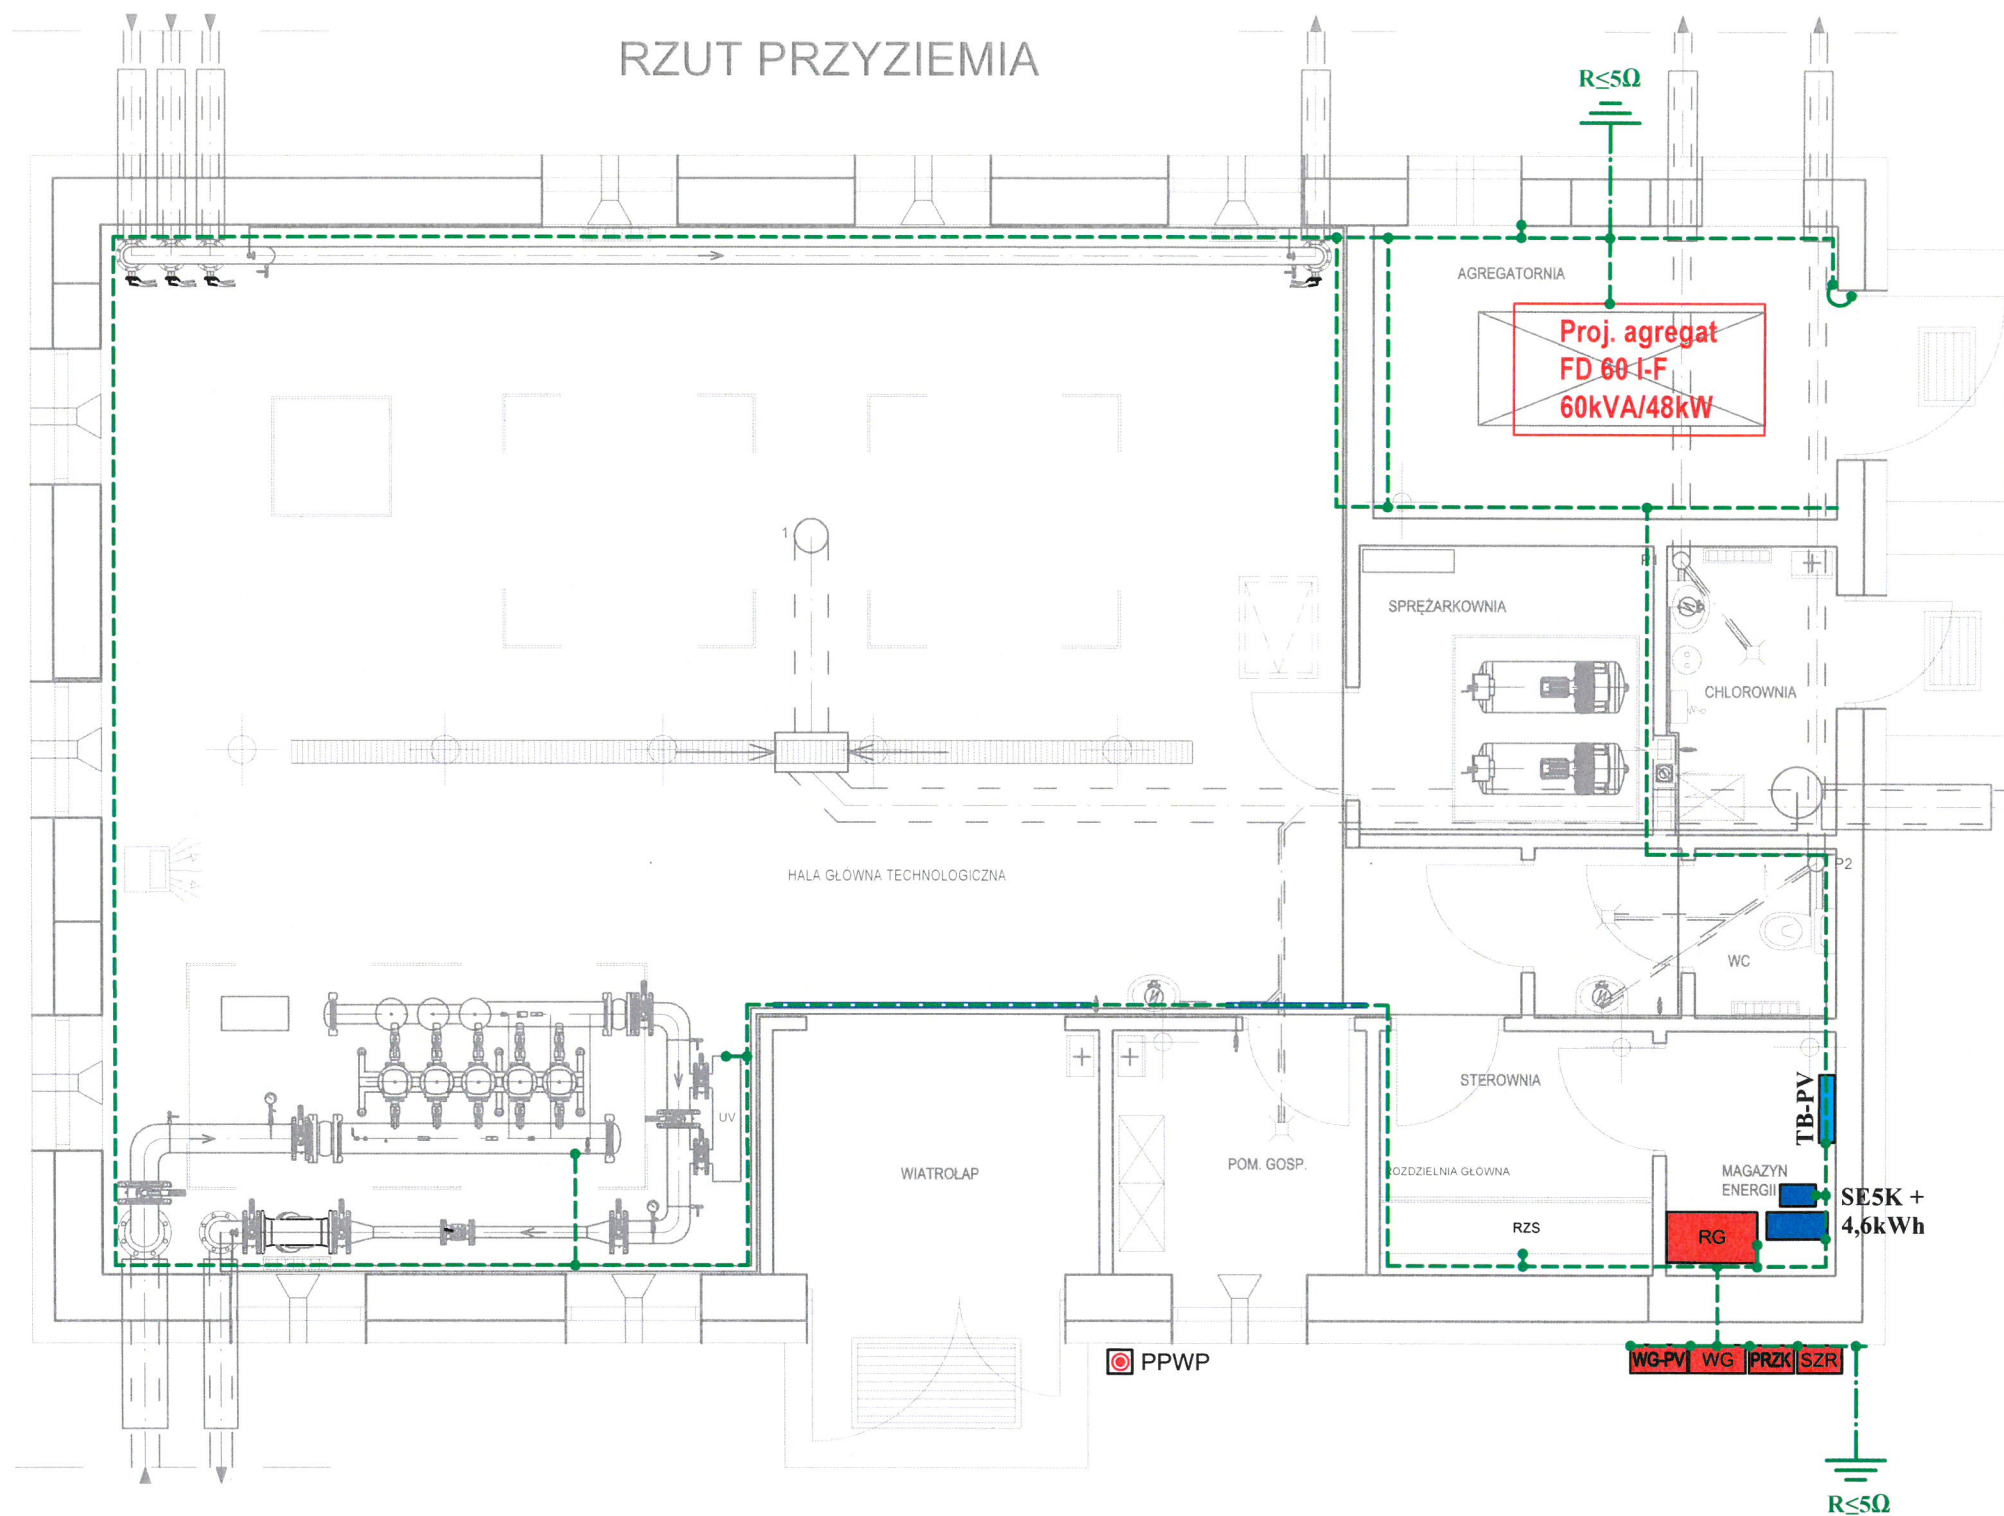 RZUT PRZYZIEMIA
R≤5Ω
AGREGATORNIA
Proj. agregat
FD 60 I-F
60kVA/48kW
1
SPRĘŻARKOWNIA
CHLOROWNIA
P2
HALA GŁÓWNA TECHNOLOGICZNA
WC
STEROWNIA
TB-PV
UV
WIATROŁAP
POM. GOSP.
ROZDZIELNIA GŁÓWNA
MAGAZYN
ENERGII
SE5K +
4,6kWh
RZS
RG
PPWP
WG-PV
WG
PRZK
SZR
R≤5Ω